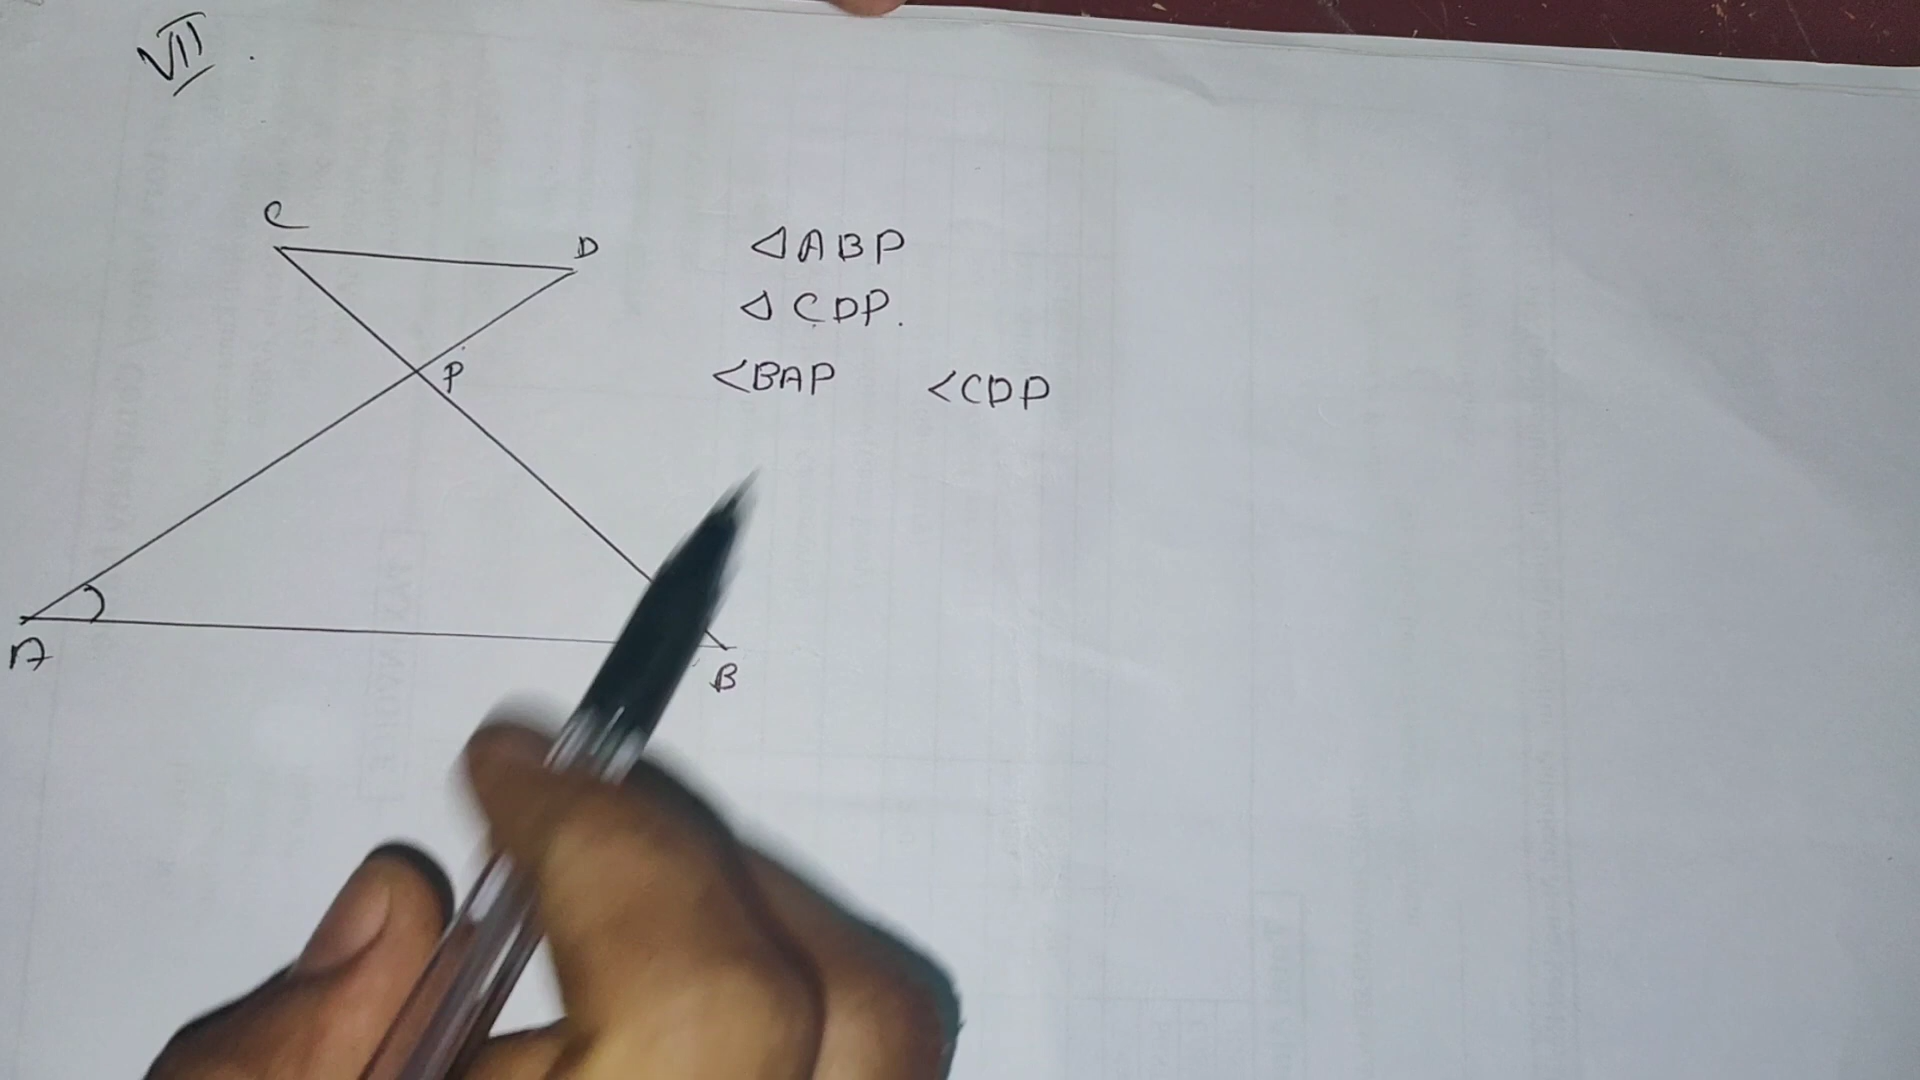 VII.
C
D
P
A
B
◁ABP
◁CDP.
<BAP <CDP